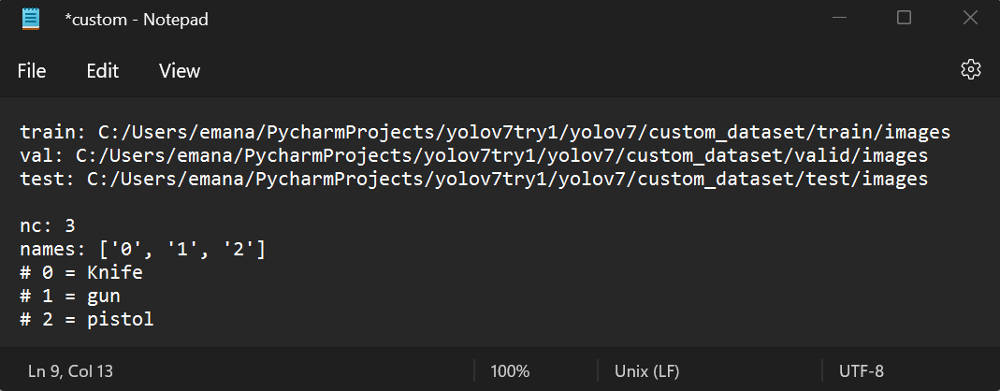 *custom - Notepad
File Edit View
train: C:/Users/emana/PycharmProjects/yolov7try1/yolov7/custom_dataset/train/images
val: C:/Users/emana/PycharmProjects/yolov7try1/yolov7/custom_dataset/valid/images
test: C:/Users/emana/PycharmProjects/yolov7try1/yolov7/custom_dataset/test/images
nc: 3
names: ['0', '1', '2']
# 0 = Knife
# 1 = gun
# 2 = pistol
Ln 9, Col 13 100% Unix (LF) UTF-8